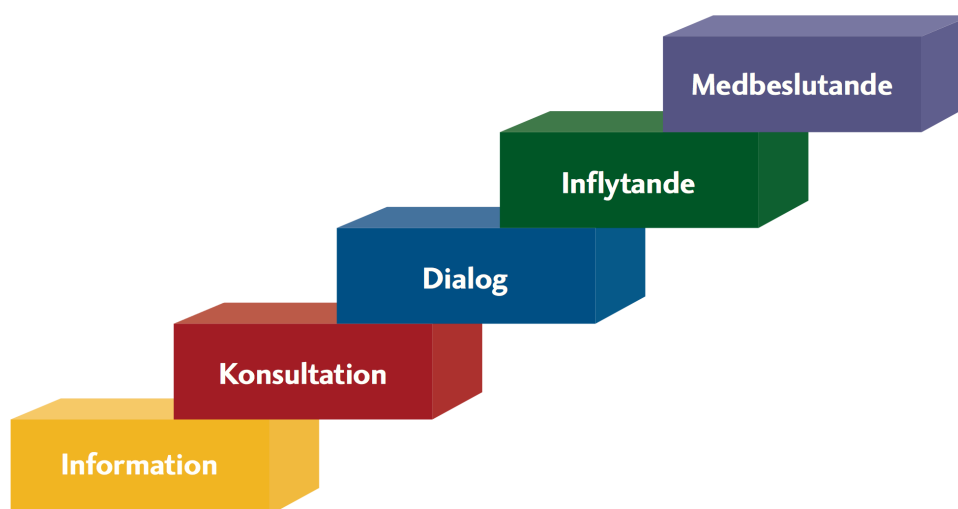 Medbeslutande
Inflytande
Dialog
Konsultation
Information